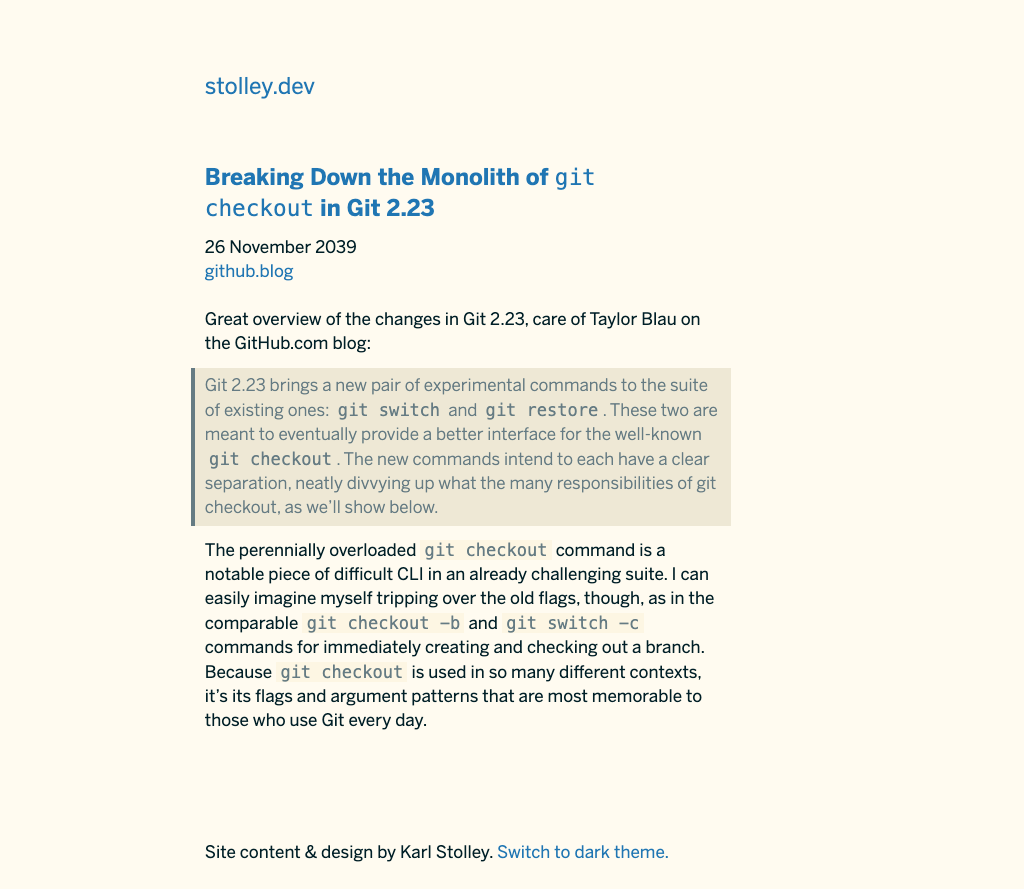 stolley.dev
Breaking Down the Monolith of git
checkout in Git 2.23
26 November 2039
github.blog
Great overview of the changes in Git 2.23, care of Taylor Blau on
the GitHub.com blog:
Git 2.23 brings a new pair of experimental commands to the suite
of existing ones: git switch and git restore. These two are
meant to eventually provide a better interface for the well-known
git checkout. The new commands intend to each have a clear
separation, neatly divvying up what the many responsibilities of git
checkout, as we’ll show below.
The perennially overloaded git checkout command is a
notable piece of difficult CLI in an already challenging suite. I can
easily imagine myself tripping over the old flags, though, as in the
comparable git checkout -b and git switch -c
commands for immediately creating and checking out a branch.
Because git checkout is used in so many different contexts,
it’s its flags and argument patterns that are most memorable to
those who use Git every day.
Site content & design by Karl Stolley. Switch to dark theme.